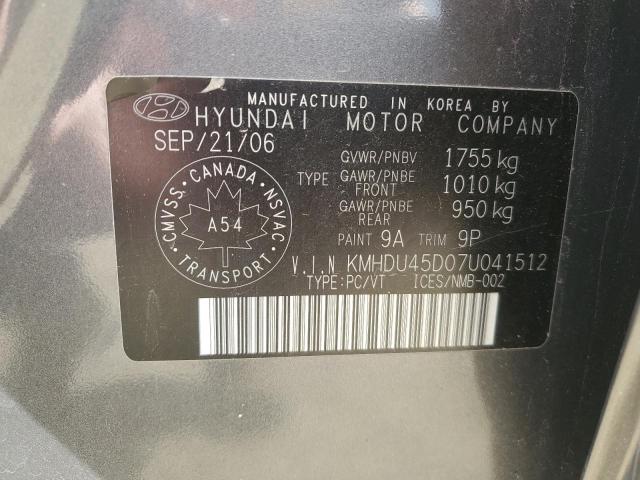 MANUFACTURED IN KOREA BY
HYUNDAI MOTOR COMPANY
SEP/21/06
GVWR/PNBV 1755 kg
TYPE GAWR/PNBE FRONT 1010 kg
GAWR/PNBE REAR 950 kg
PAINT 9A TRIM 9P
CMVSS. CANADA. NSVAC
A54
TRANSPORT
V.I.N KMHDU45D07U041512
TYPE:PC/VT ICES/NMB-002